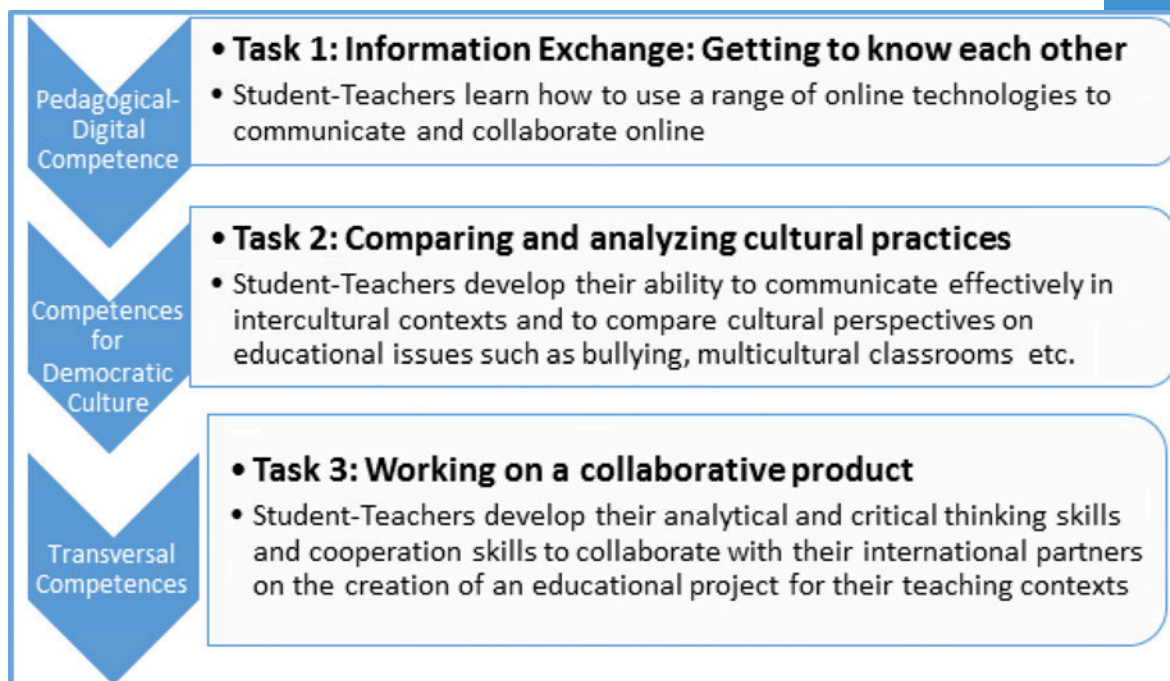 Pedagogical-
Digital
Competence
• Task 1: Information Exchange: Getting to know each other
• Student-Teachers learn how to use a range of online technologies to
communicate and collaborate online
Competences
for
Democratic
Culture
• Task 2: Comparing and analyzing cultural practices
• Student-Teachers develop their ability to communicate effectively in
intercultural contexts and to compare cultural perspectives on
educational issues such as bullying, multicultural classrooms etc.
Transversal
Competences
• Task 3: Working on a collaborative product
• Student-Teachers develop their analytical and critical thinking skills
and cooperation skills to collaborate with their international partners
on the creation of an educational project for their teaching contexts